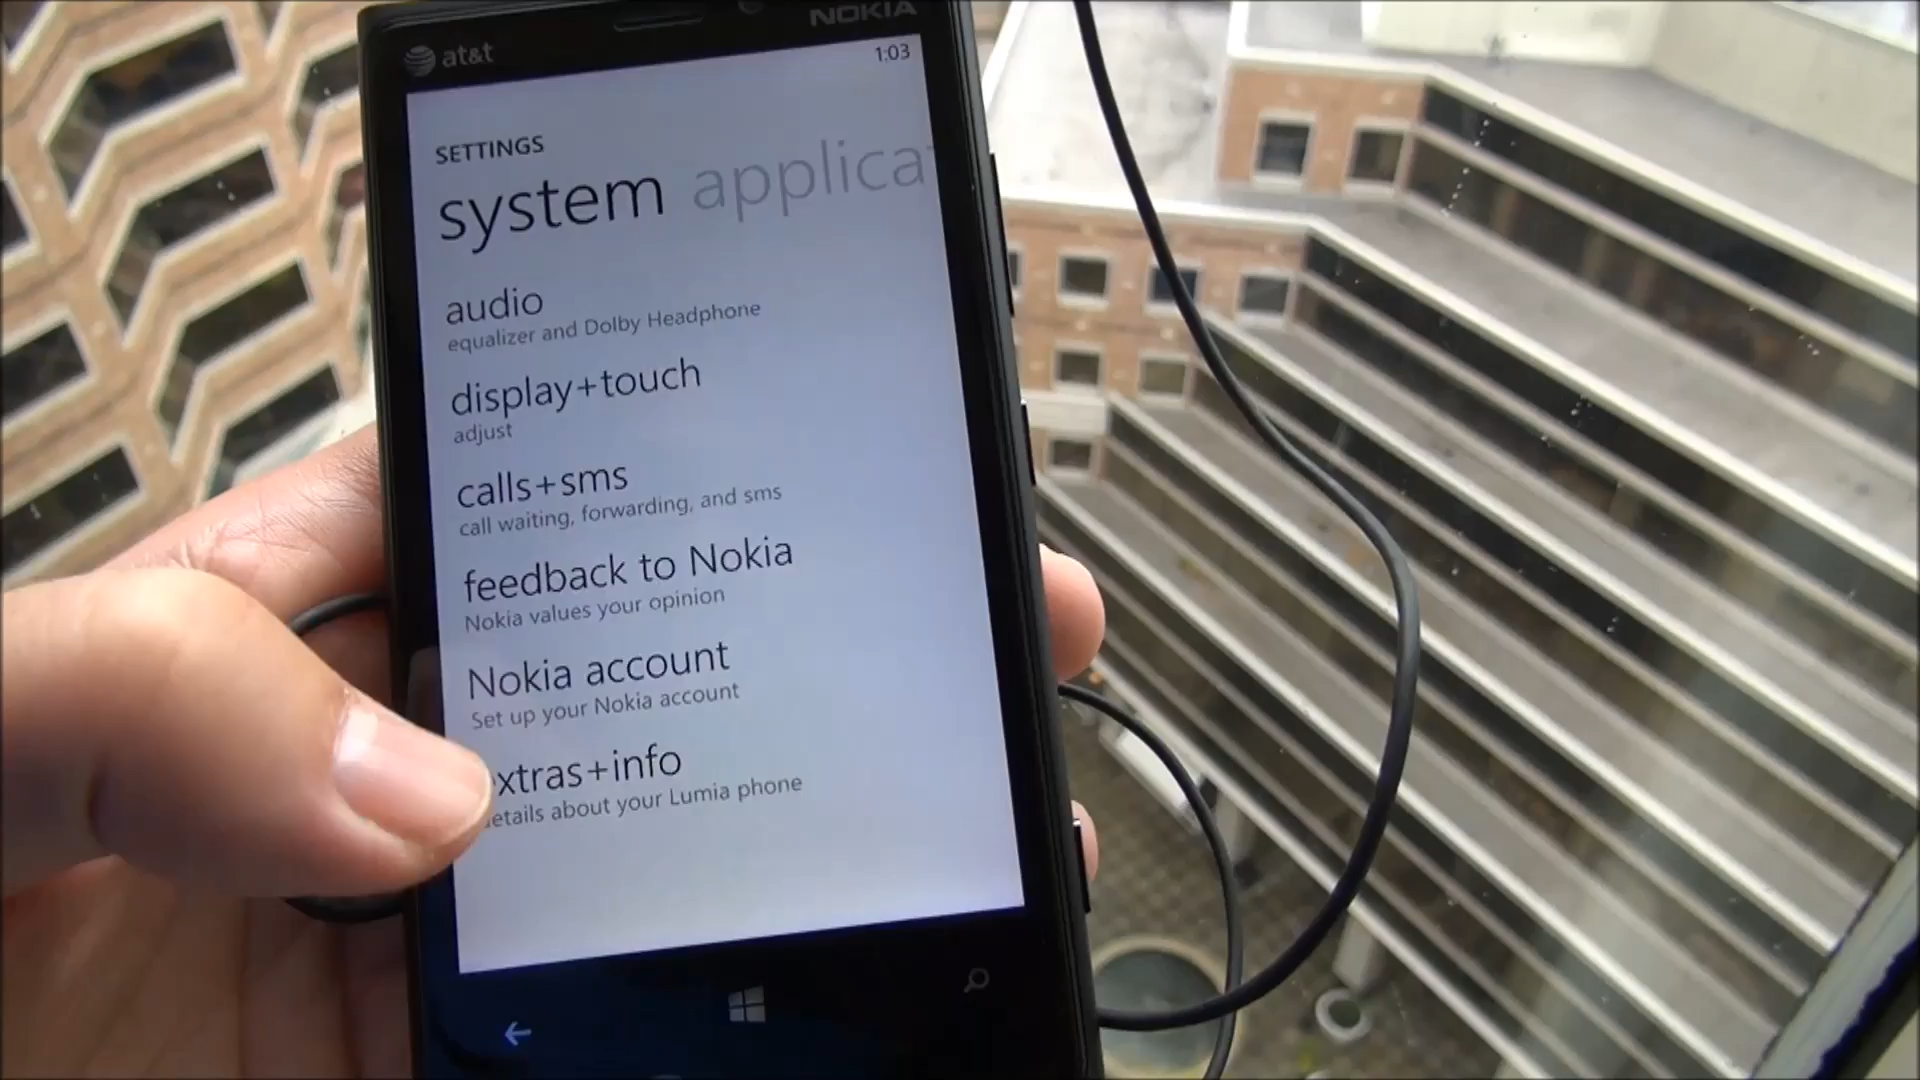 NOKIA
at&t
1:03
SETTINGS
system applica
audio
equalizer and Dolby Headphone
display+touch
adjust
calls+sms
call waiting, forwarding, and sms
feedback to Nokia
Nokia values your opinion
Nokia account
Set up your Nokia account
xtras+info
etails about your Lumia phone